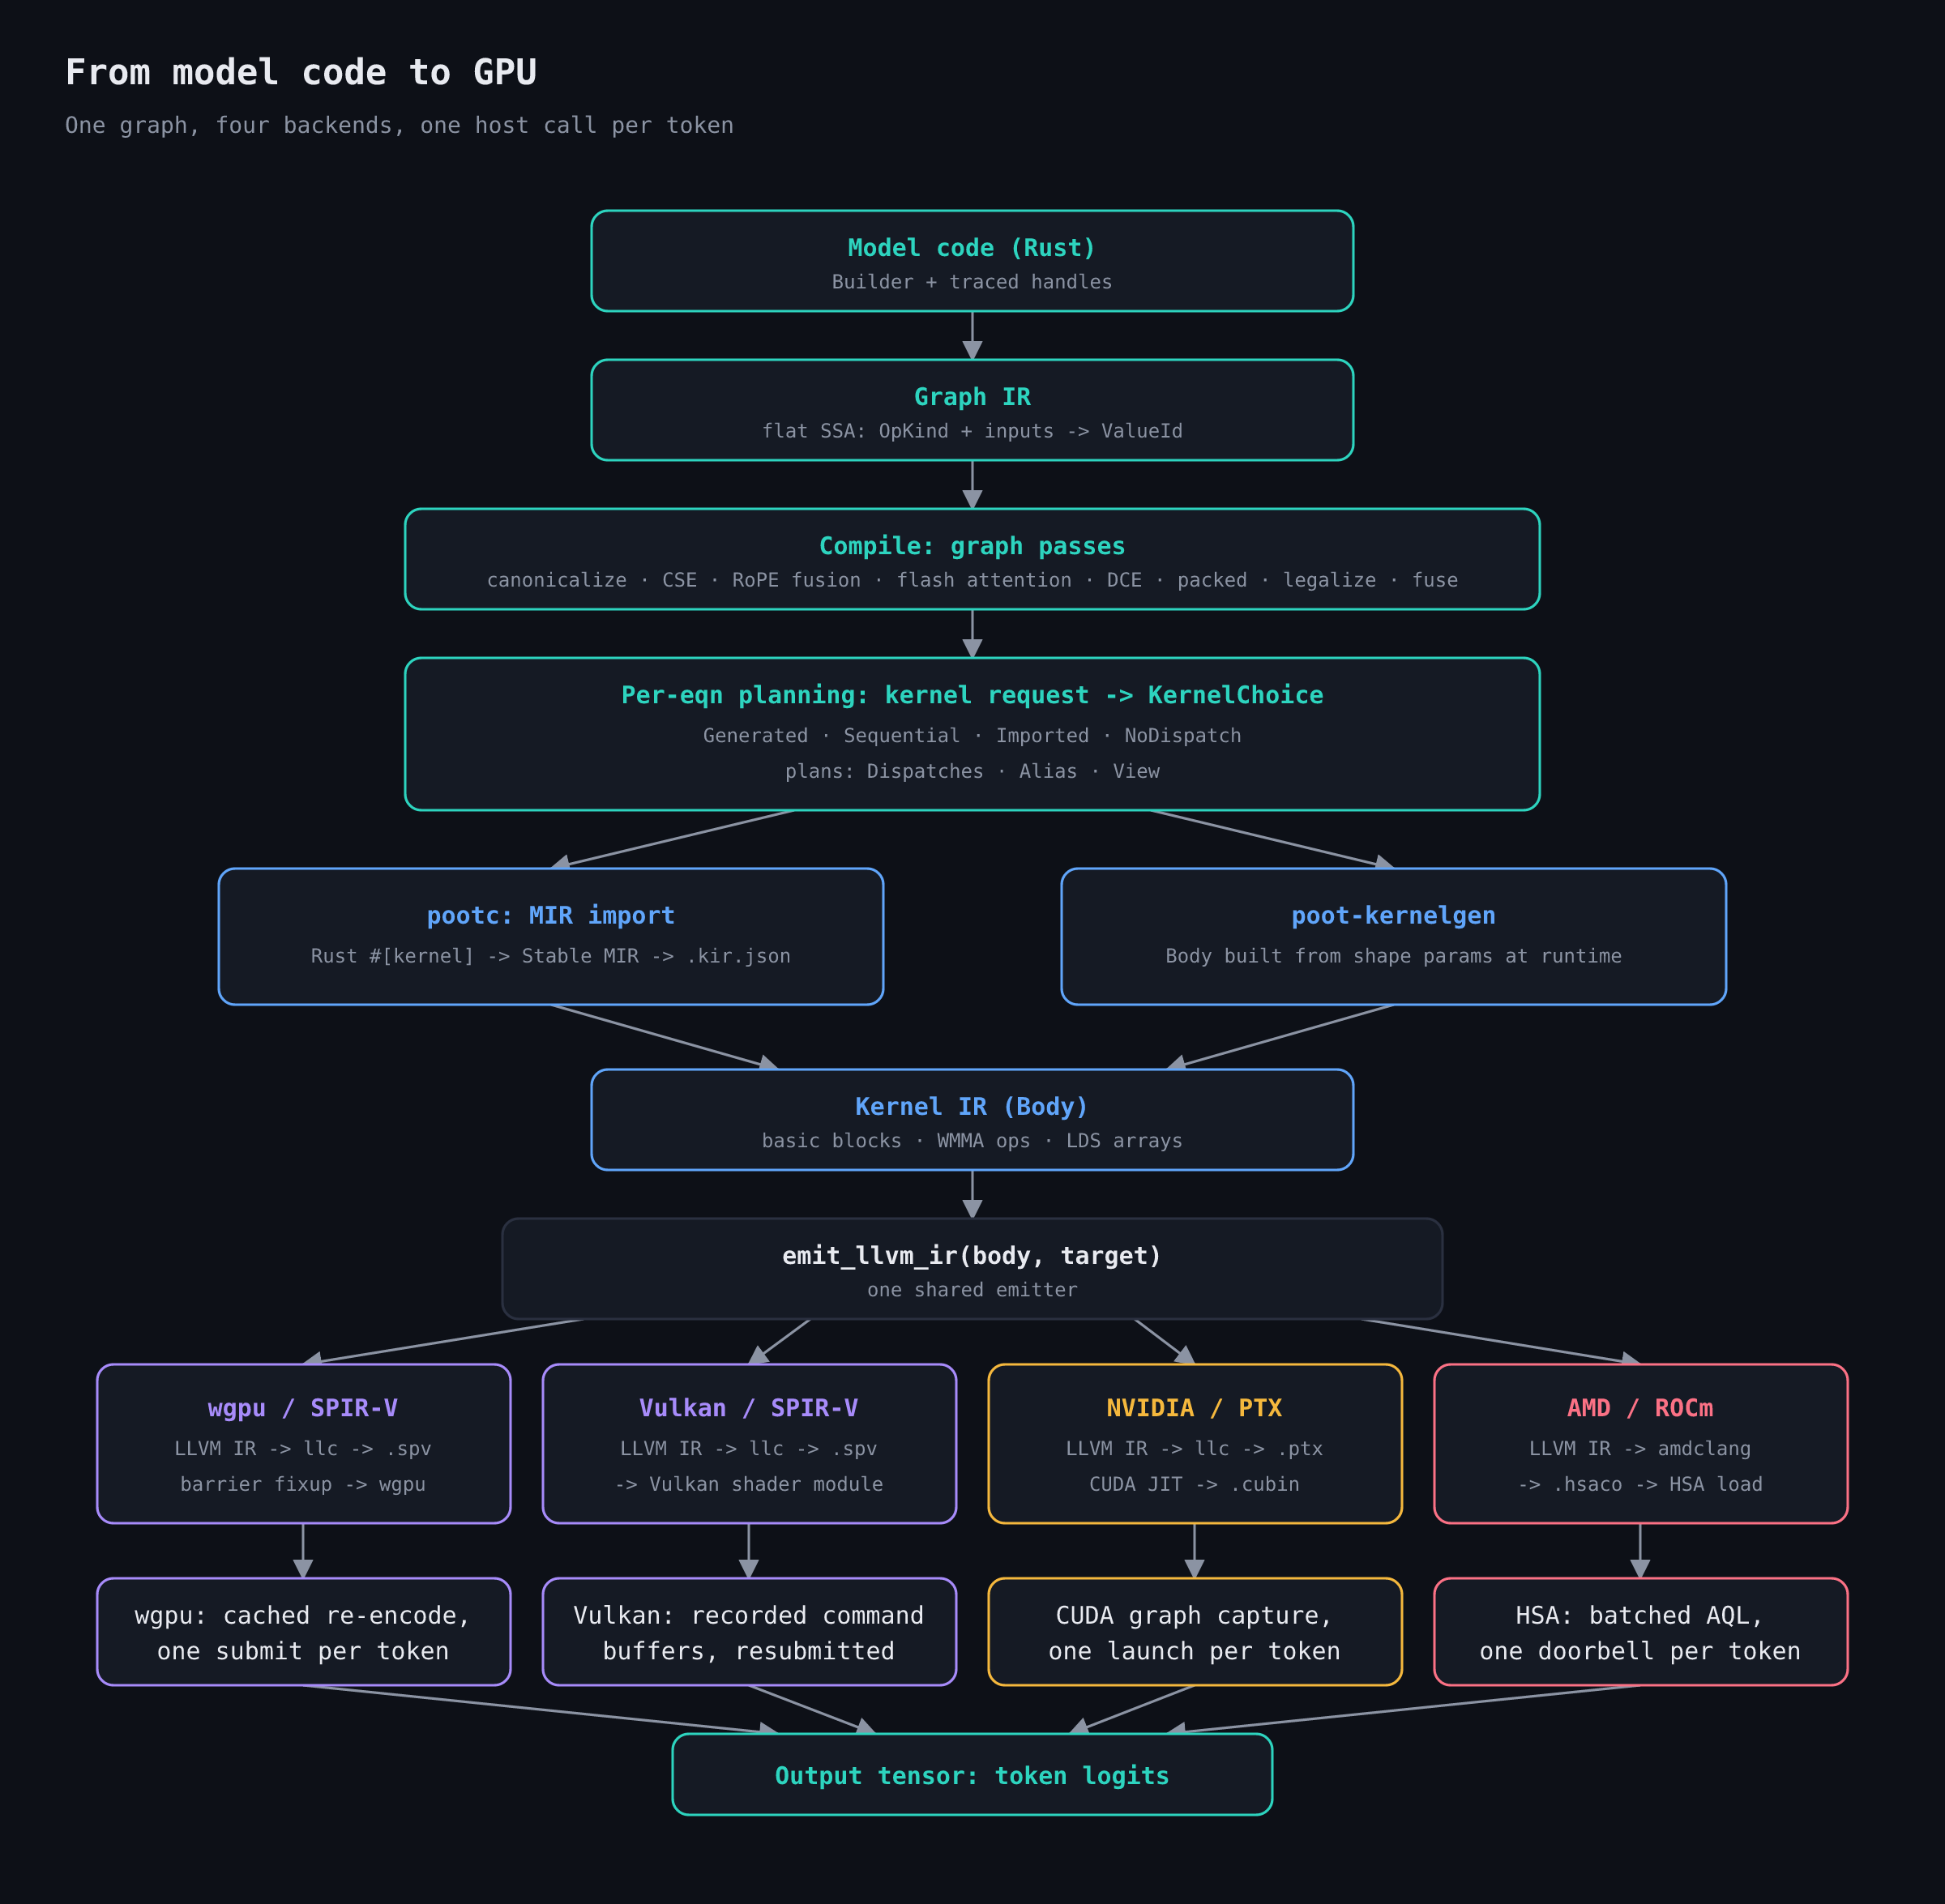 From model code to GPU
One graph, four backends, one host call per token
Model code (Rust)
Builder + traced handles
Graph IR
flat SSA: OpKind + inputs -> ValueId
Compile: graph passes
canonicalize · CSE · RoPE fusion · flash attention · DCE · packed · legalize · fuse
Per-eqn planning: kernel request -> KernelChoice
Generated · Sequential · Imported · NoDispatch
plans: Dispatches · Alias · View
pootc: MIR import
Rust #[kernel] -> Stable MIR -> .kir.json
poot-kernelgen
Body built from shape params at runtime
Kernel IR (Body)
basic blocks · WMMA ops · LDS arrays
emit_llvm_ir(body, target)
one shared emitter
wgpu / SPIR-V
LLVM IR -> llc -> .spv
barrier fixup -> wgpu
Vulkan / SPIR-V
LLVM IR -> llc -> .spv
-> Vulkan shader module
NVIDIA / PTX
LLVM IR -> llc -> .ptx
CUDA JIT -> .cubin
AMD / ROCm
LLVM IR -> amdclang
-> .hsaco -> HSA load
wgpu: cached re-encode,
one submit per token
Vulkan: recorded command
buffers, resubmitted
CUDA graph capture,
one launch per token
HSA: batched AQL,
one doorbell per token
Output tensor: token logits